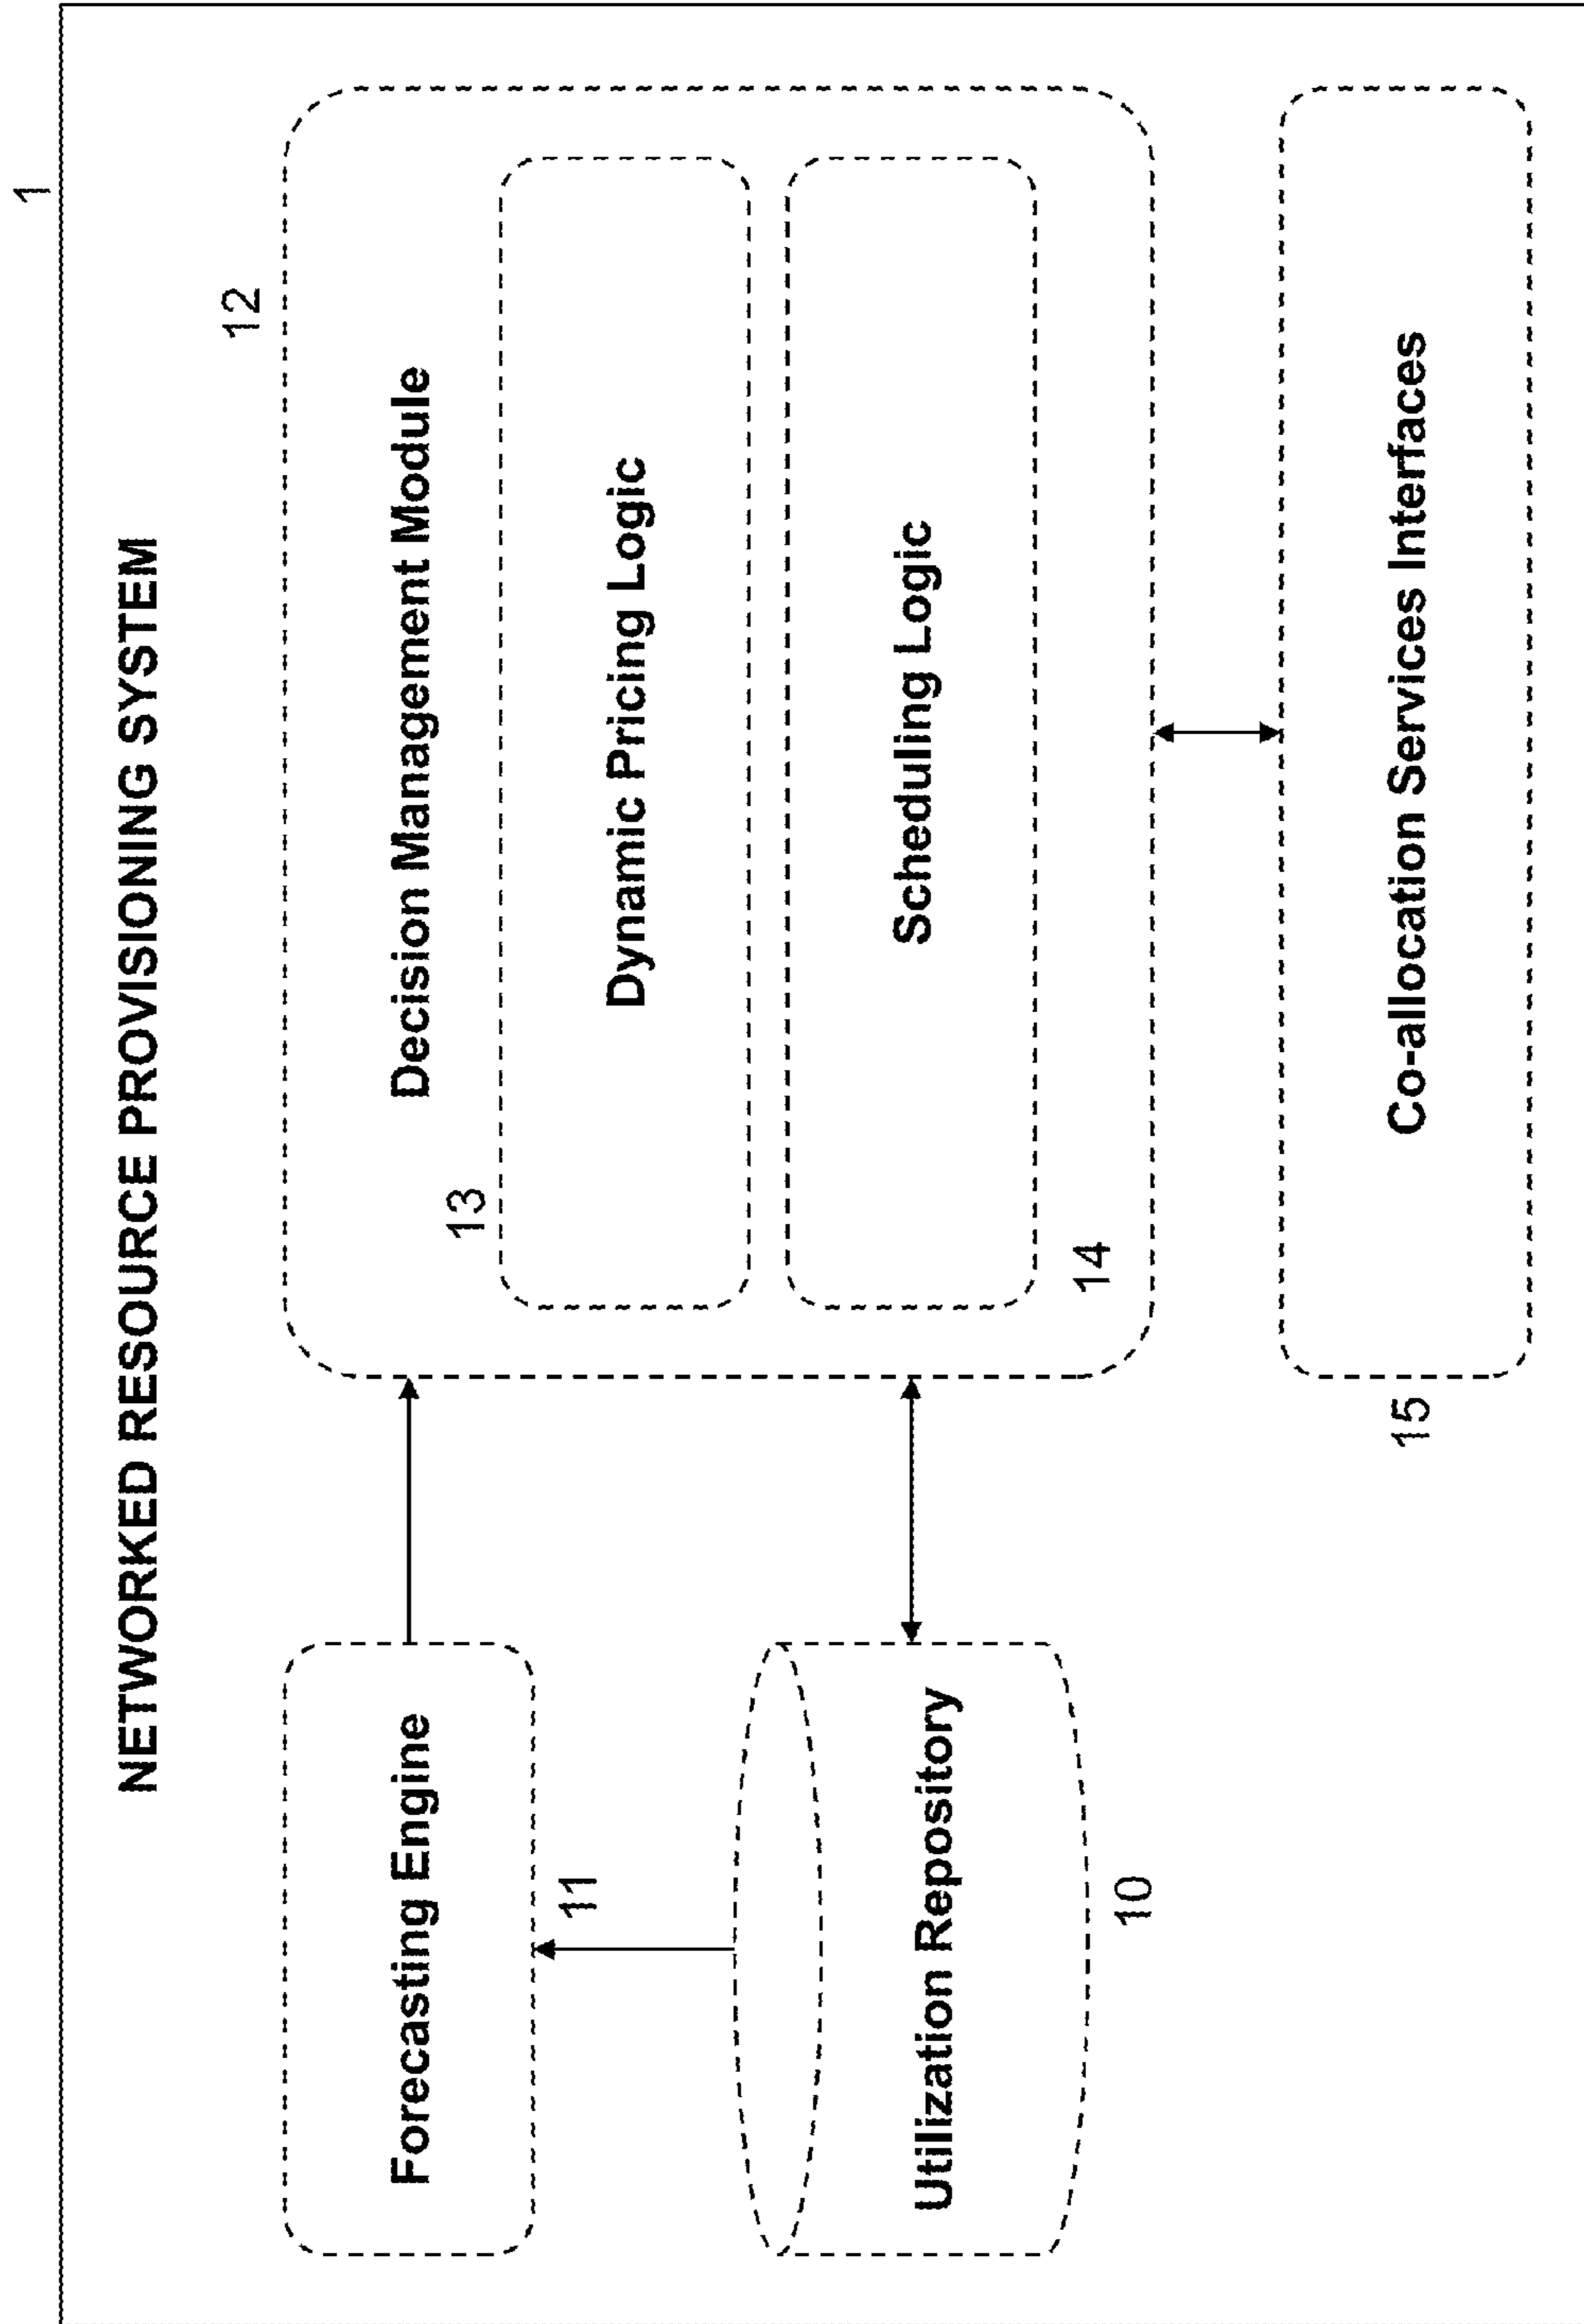 1
NETWORKED RESOURCE PROVISIONING SYSTEM
12
Forecasting Engine
Decision Management Module
11
13
Dynamic Pricing Logic
Utilization Repository
Scheduling Logic
10
14
15
Co-allocation Services Interfaces